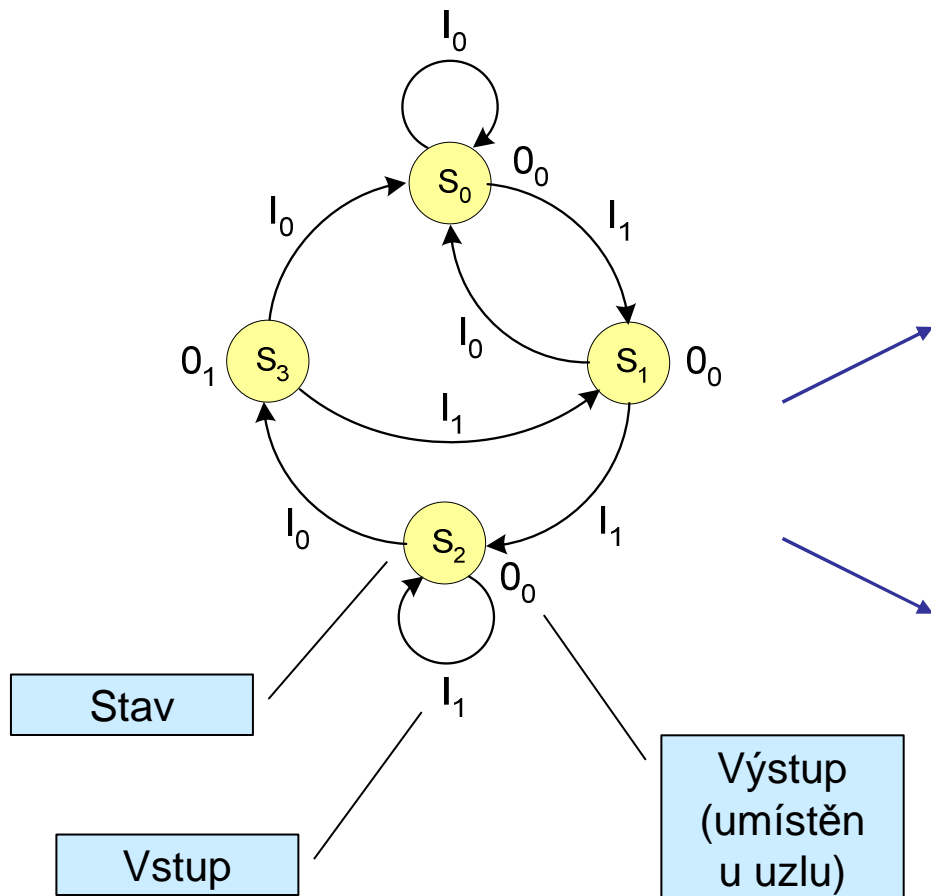 I₀
S₀
0₀
I₀
I₁
I₀
0₁
S₃
S₁
0₀
I₁
I₀
S₂
I₁
0₀
I₁
Stav
Vstup
Výstup
(umístěn
u uzlu)